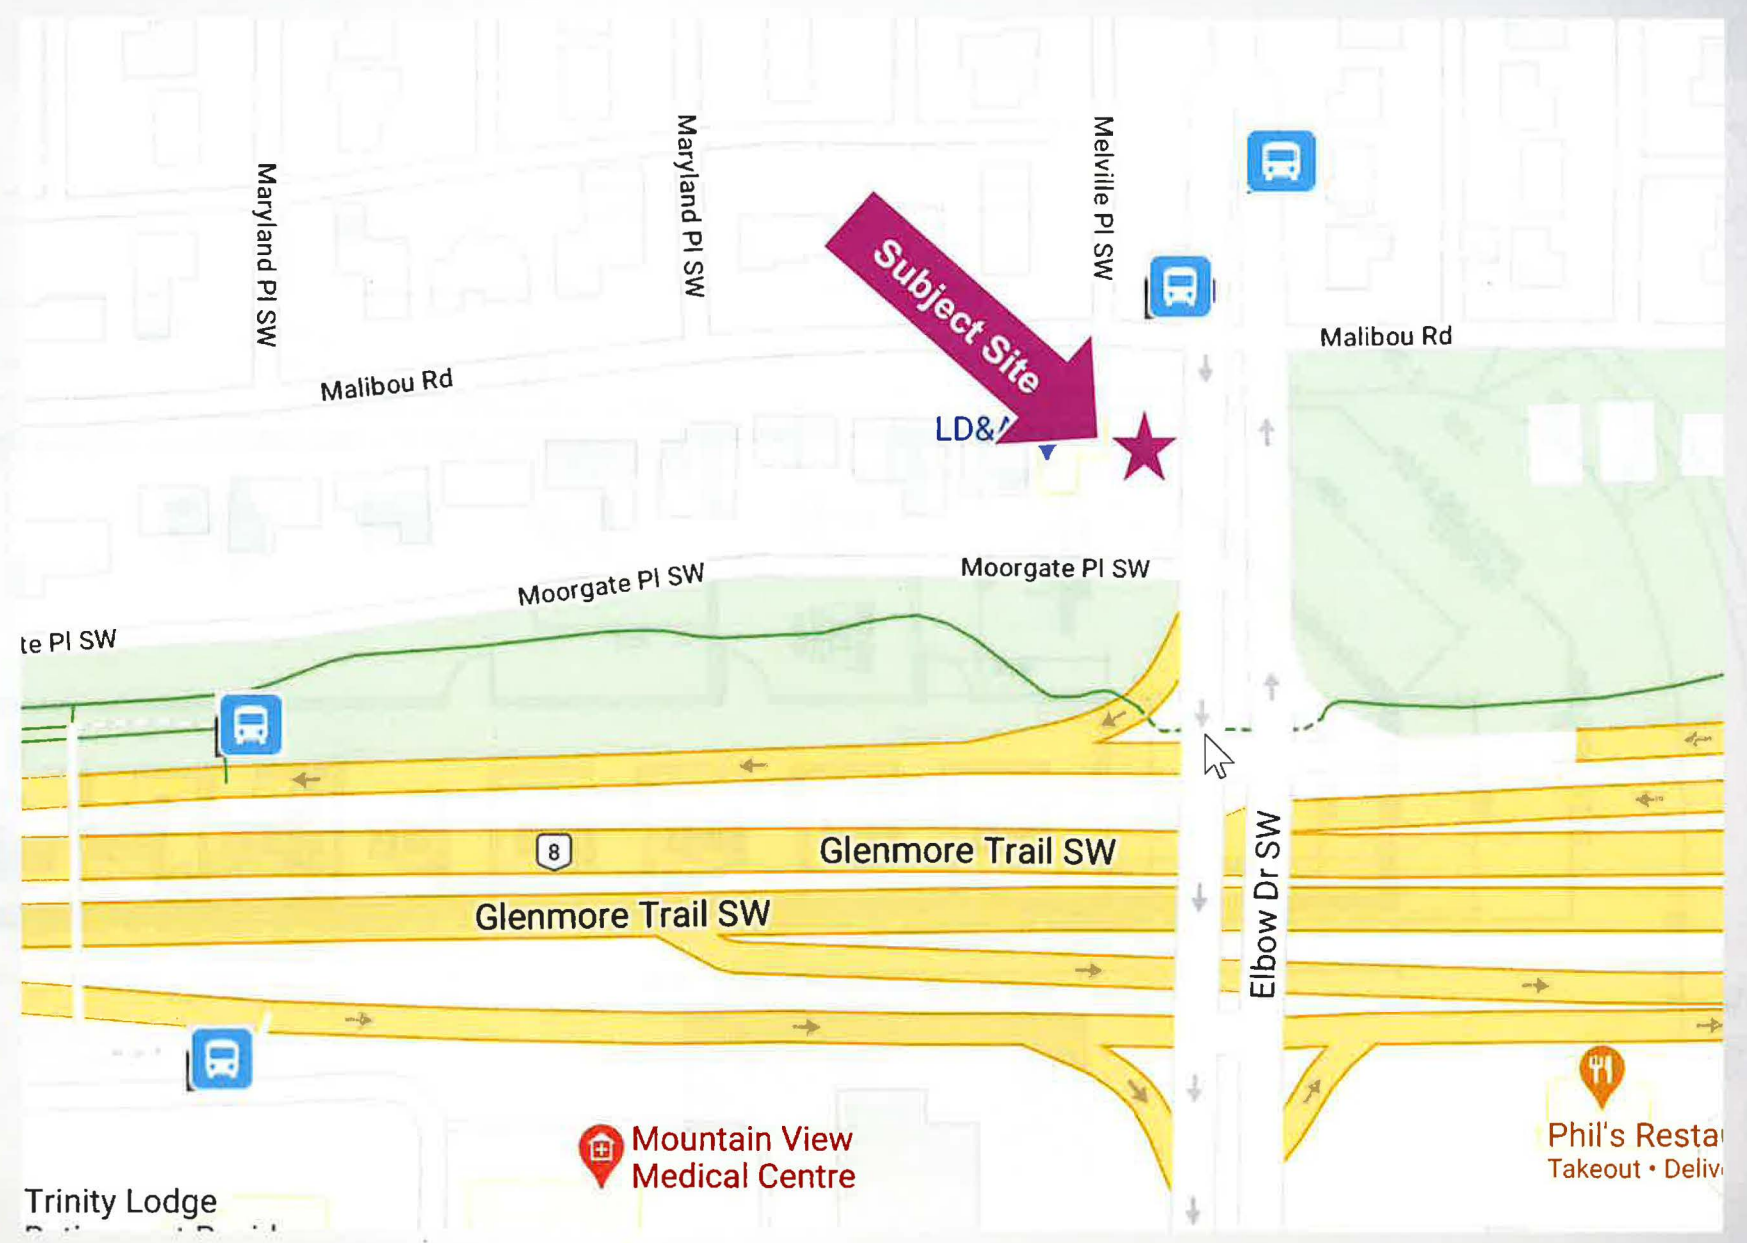 Maryland Pl SW
Maryland Pl SW
Melville Pl SW
Subject Site
Malibou Rd
Malibou Rd
LD&
Moorgate Pl SW
Moorgate Pl SW
te Pl SW
8
Glenmore Trail SW
Glenmore Trail SW
Elbow Dr SW
Mountain View
Medical Centre
Phil's Resta
Takeout • Deliv
Trinity Lodge